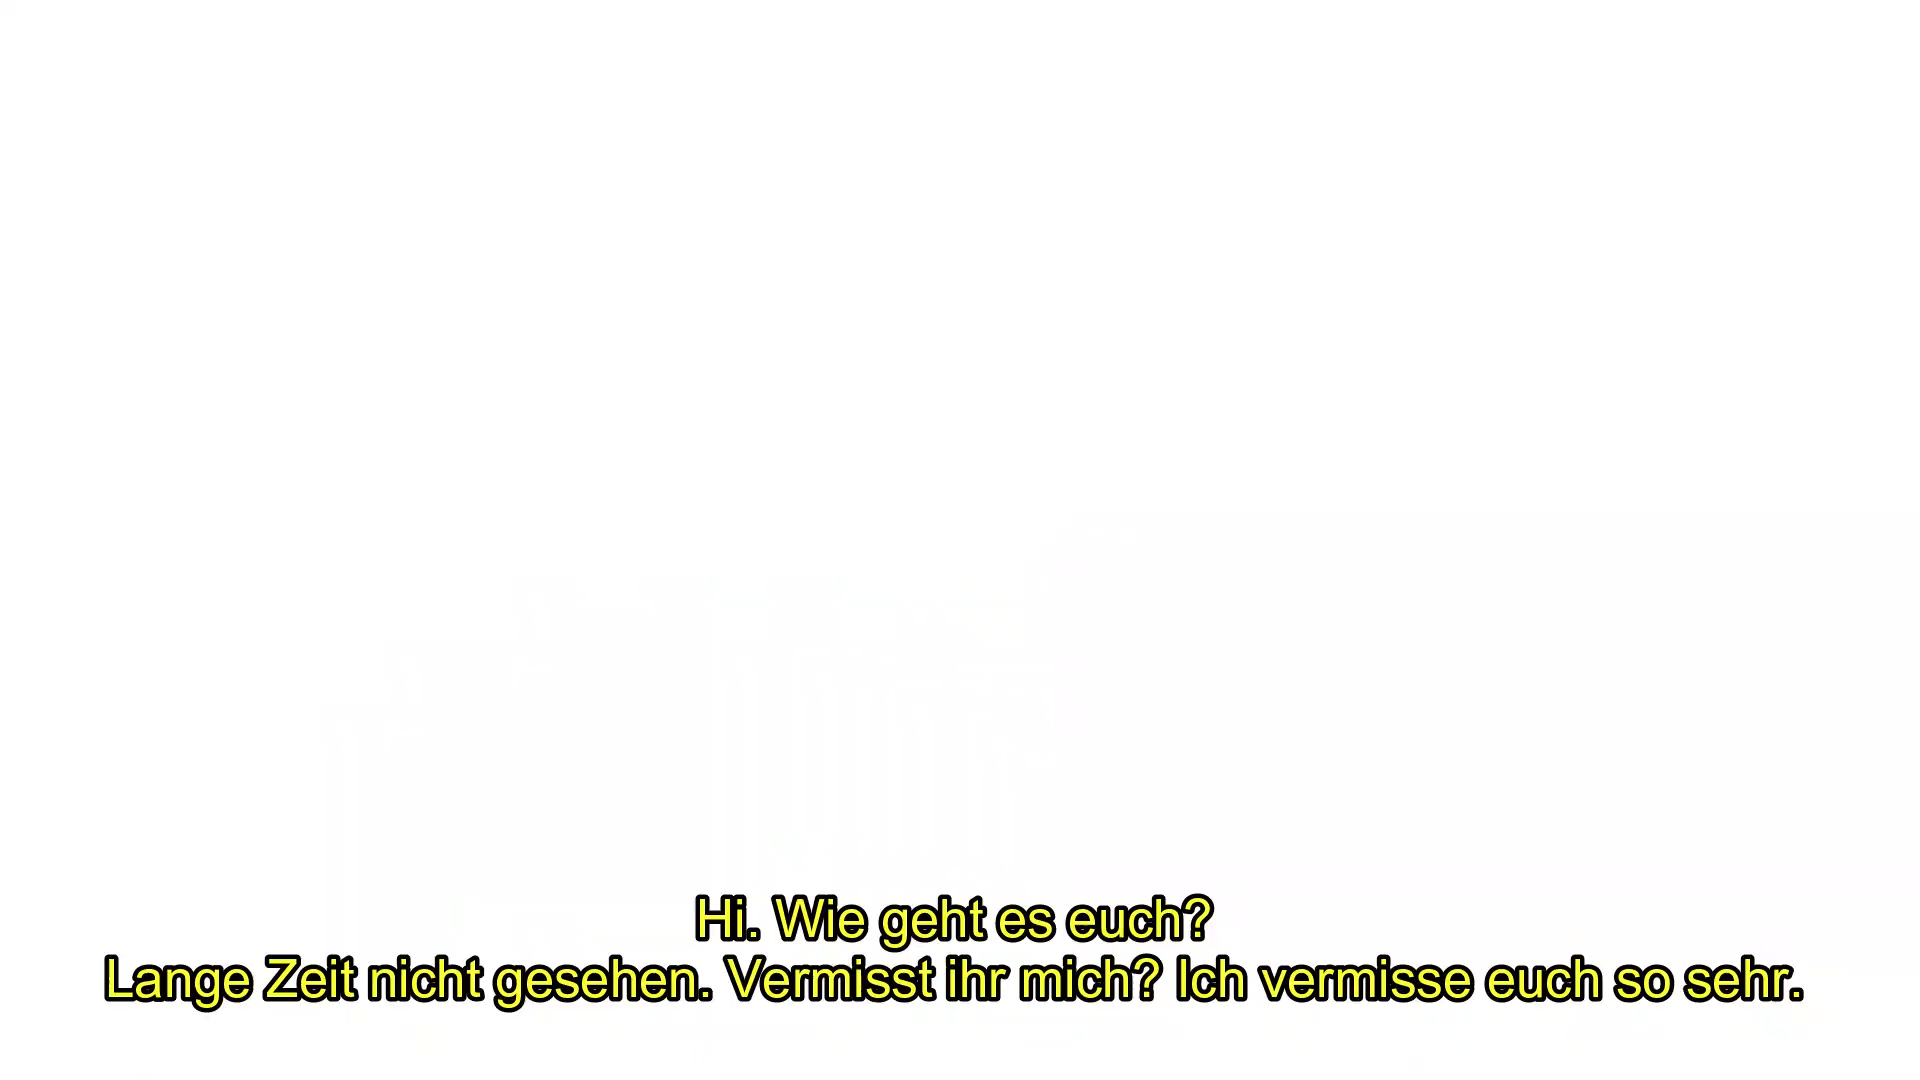 Hi. Wie geht es euch?
Lange Zeit nicht gesehen. Vermisst ihr mich? Ich vermisse euch so sehr.